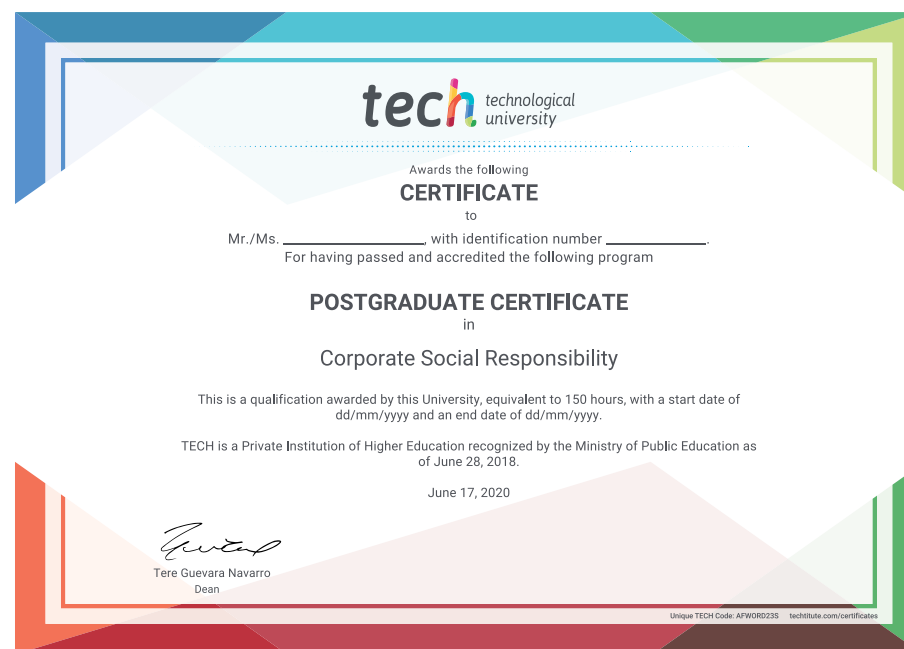 tech technological
university
Awards the following
CERTIFICATE
to
Mr./Ms. ____________________, with identification number ______________.
For having passed and accredited the following program
POSTGRADUATE CERTIFICATE
in
Corporate Social Responsibility
This is a qualification awarded by this University, equivalent to 150 hours, with a start date of
dd/mm/yyyy and an end date of dd/mm/yyyy.
TECH is a Private Institution of Higher Education recognized by the Ministry of Public Education as
of June 28, 2018.
June 17, 2020
Tere Guevara Navarro
Dean
Unique TECH Code: AFWORD23S techtitute.com/certificates